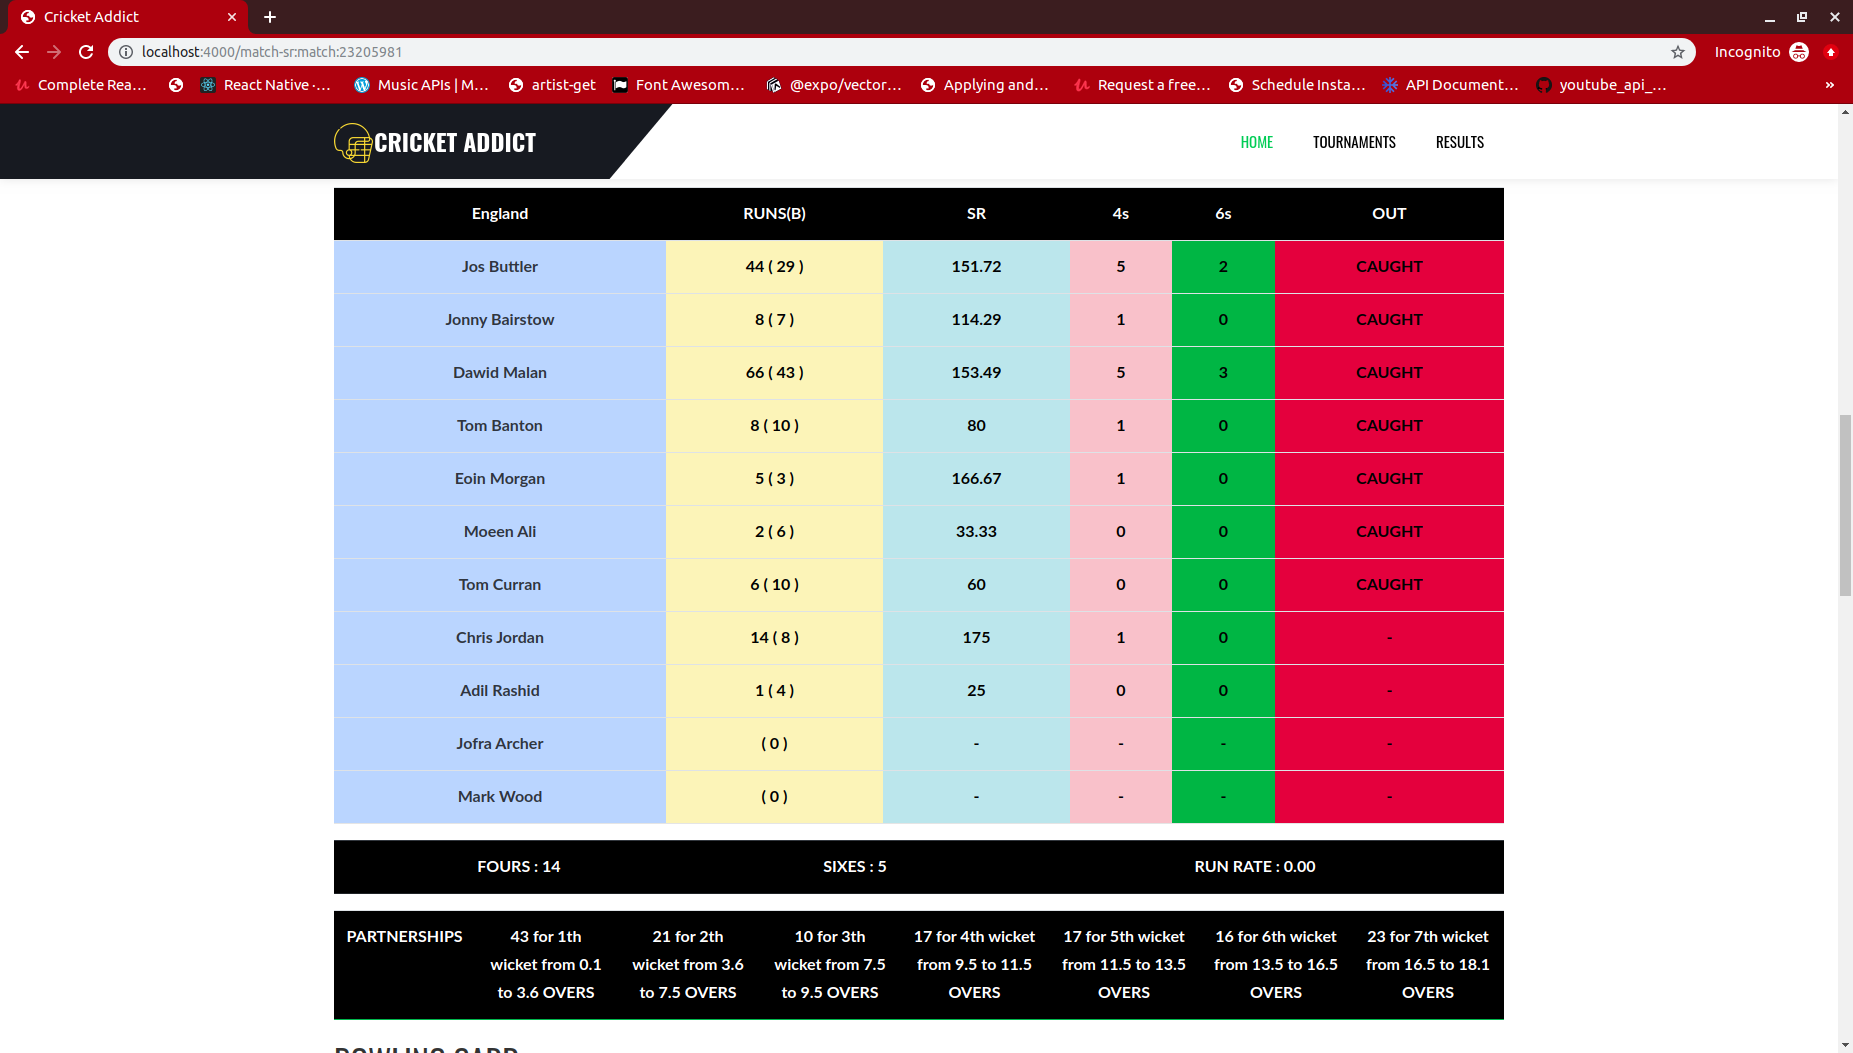 Cricket Addict
localhost:4000/match-sr:match:23205981
Incognito
Complete Rea...
React Native -...
Music APIs | M...
artist-get
Font Awesom...
@expo/vector...
Applying and...
Request a free...
Schedule Insta...
API Document...
youtube_api_...
»
CRICKET ADDICT
HOME TOURNAMENTS RESULTS
England RUNS(B) SR 4s 6s OUT
Jos Buttler 44 ( 29 ) 151.72 5 2 CAUGHT
Jonny Bairstow 8 ( 7 ) 114.29 1 0 CAUGHT
Dawid Malan 66 ( 43 ) 153.49 5 3 CAUGHT
Tom Banton 8 ( 10 ) 80 1 0 CAUGHT
Eoin Morgan 5 ( 3 ) 166.67 1 0 CAUGHT
Moeen Ali 2 ( 6 ) 33.33 0 0 CAUGHT
Tom Curran 6 ( 10 ) 60 0 0 CAUGHT
Chris Jordan 14 ( 8 ) 175 1 0 -
Adil Rashid 1 ( 4 ) 25 0 0 -
Jofra Archer ( 0 ) - - - -
Mark Wood ( 0 ) - - - -
FOURS : 14 SIXES : 5 RUN RATE : 0.00
PARTNERSHIPS
43 for 1th
wicket from 0.1
to 3.6 OVERS
21 for 2th
wicket from 3.6
to 7.5 OVERS
10 for 3th
wicket from 7.5
to 9.5 OVERS
17 for 4th wicket
from 9.5 to 11.5
OVERS
17 for 5th wicket
from 11.5 to 13.5
OVERS
16 for 6th wicket
from 13.5 to 16.5
OVERS
23 for 7th wicket
from 16.5 to 18.1
OVERS
BOWLING CARD